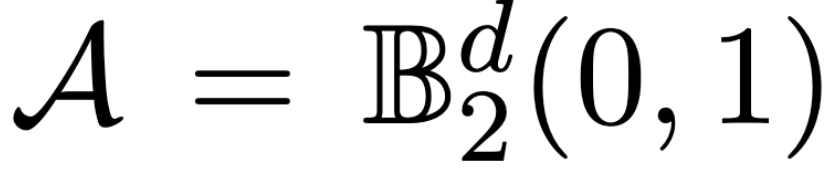 𝒜 = 𝔹₂ᵈ(0, 1)